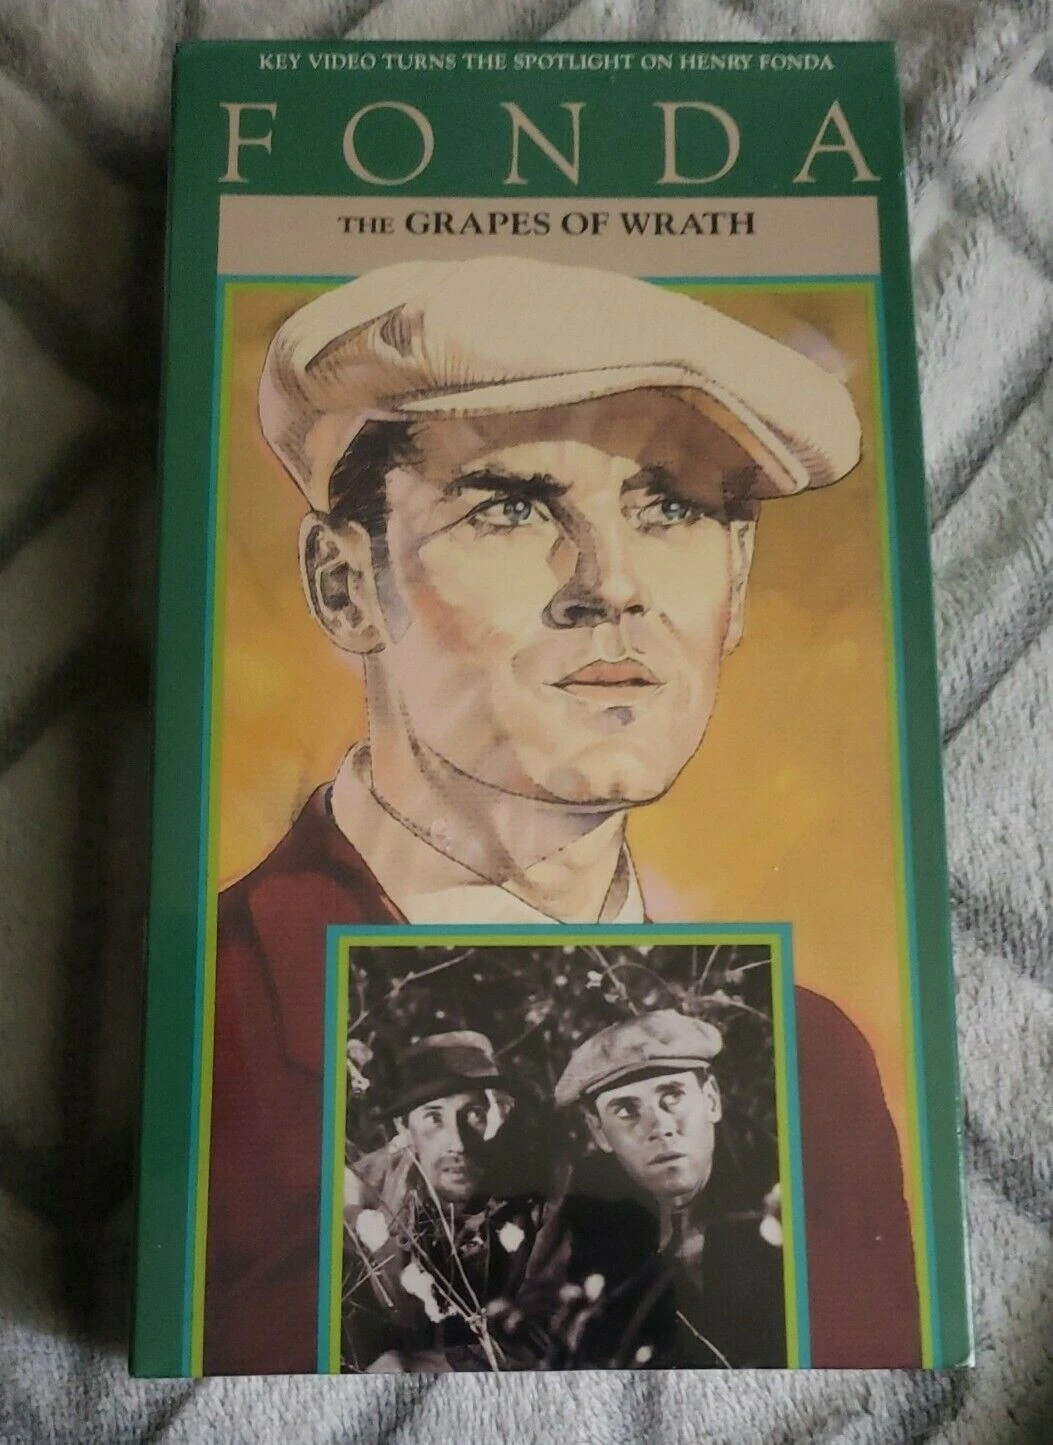 KEY VIDEO TURNS THE SPOTLIGHT ON HENRY FONDA
FONDA
THE GRAPES OF WRATH